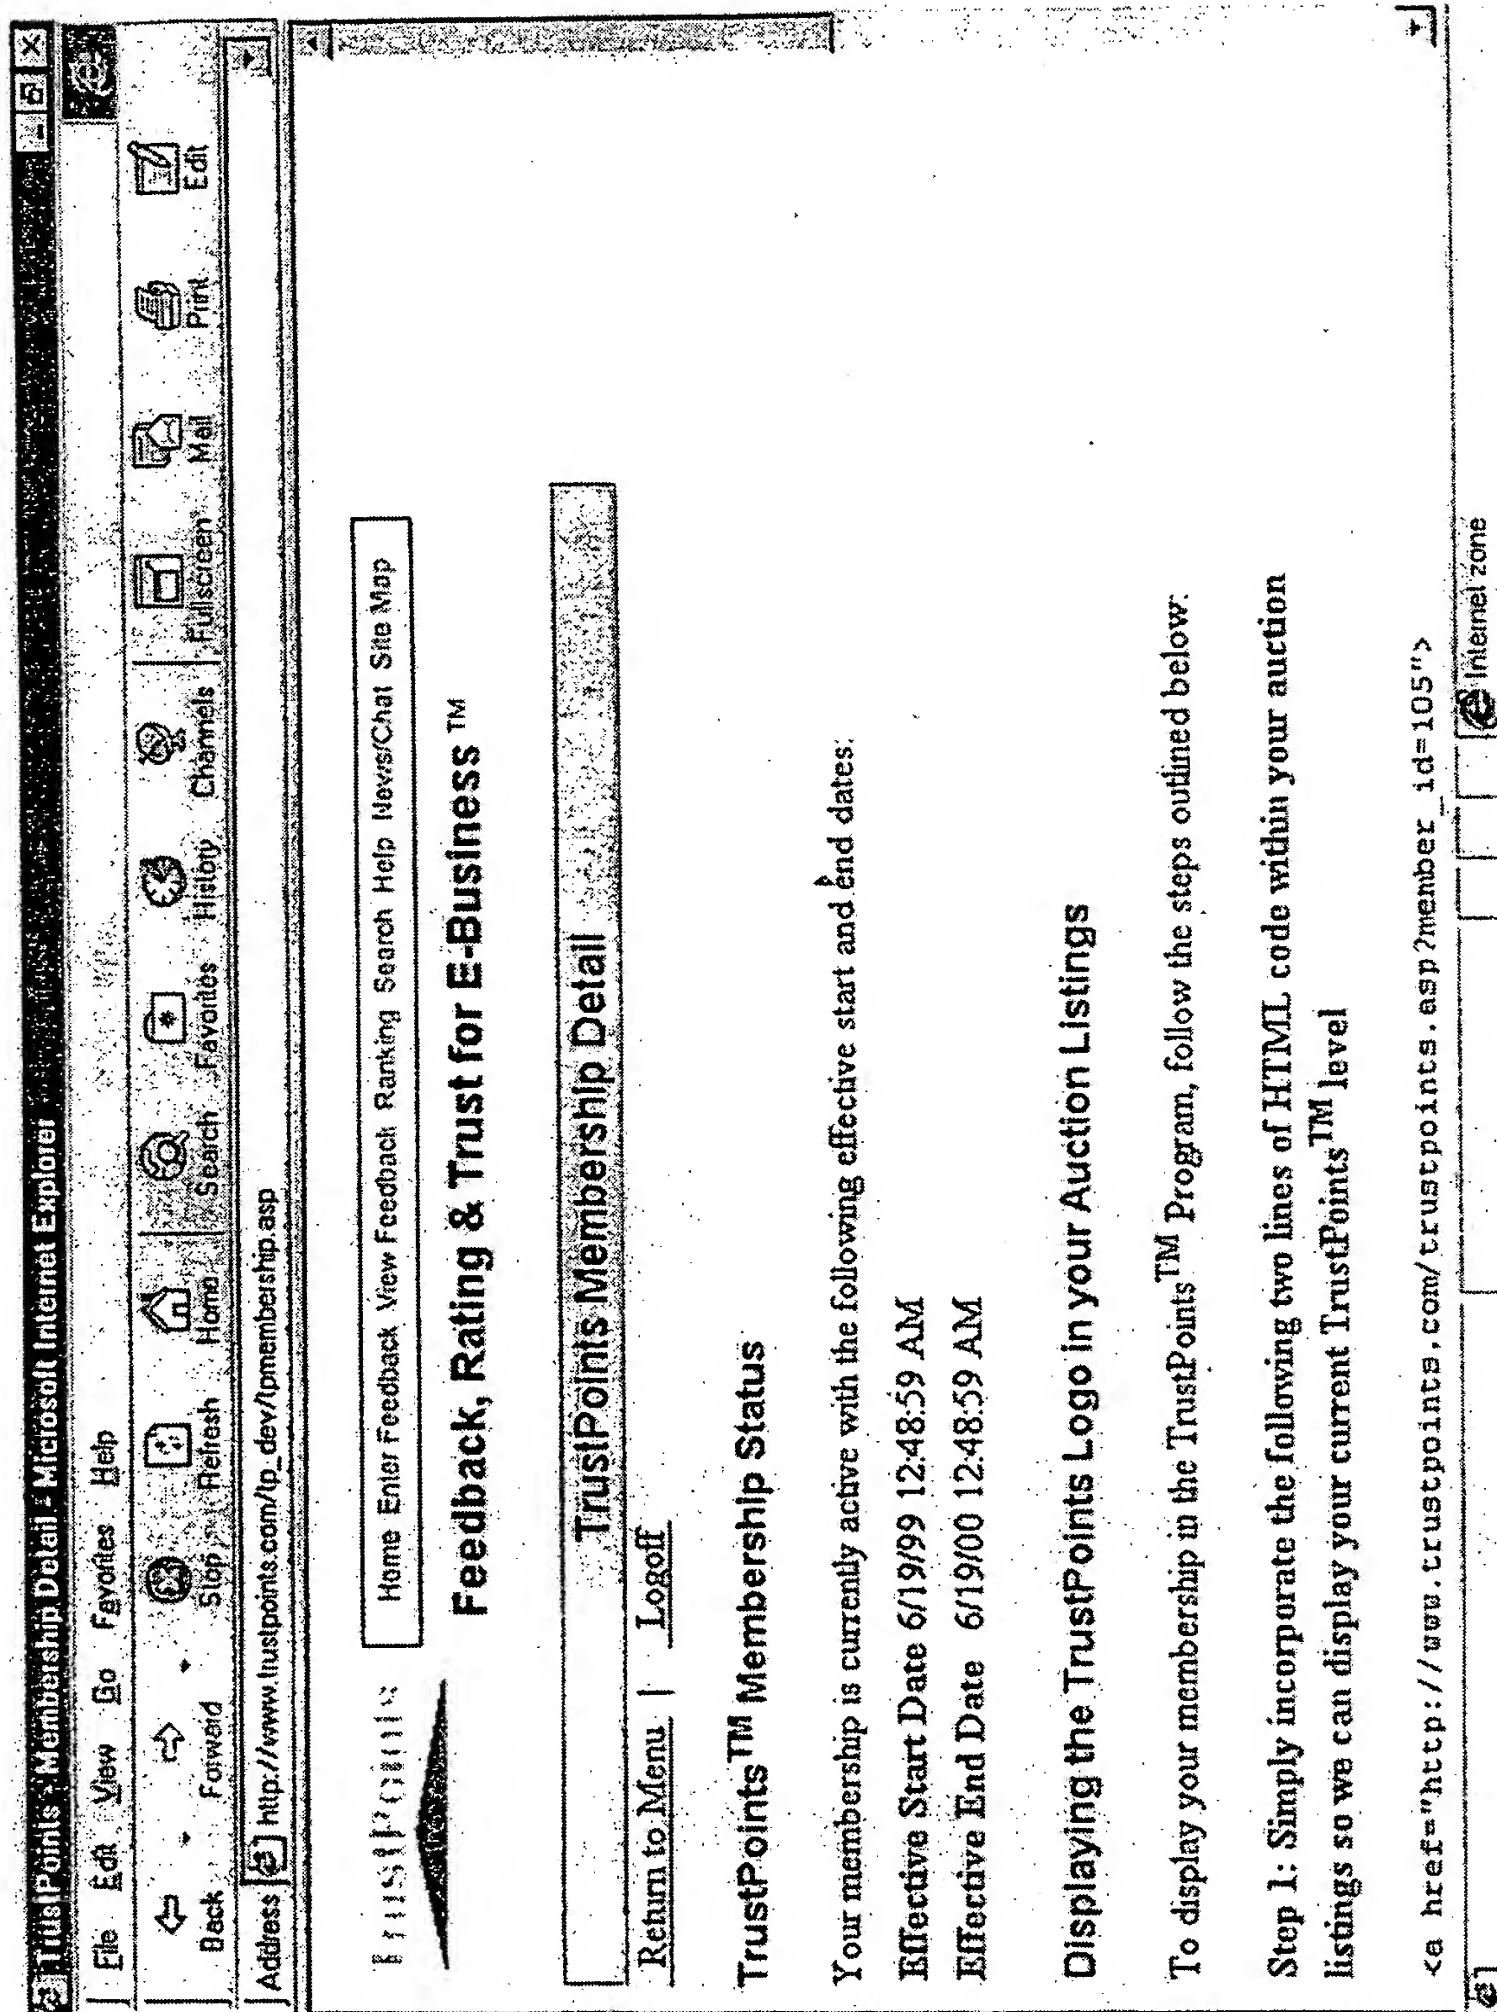 TrustPoints - Membership Detail - Microsoft Internet Explorer
File Edit View Go Favorites Help
Back Forward Stop Refresh Home Search Favorites History Channels Fullscreen Mail Print Edit
Address http://www.trustpoints.com/tp_dev/tpmembership.asp
TrustPoints
Home Enter Feedback View Feedback Ranking Search Help News/Chat Site Map
Feedback, Rating & Trust for E-Business™
TrustPoints Membership Detail
Return to Menu | Logoff
TrustPoints™ Membership Status
Your membership is currently active with the following effective start and end dates:
Effective Start Date 6/19/99 12:48:59 AM
Effective End Date 6/19/00 12:48:59 AM
Displaying the TrustPoints Logo in your Auction Listings
To display your membership in the TrustPoints™ Program, follow the steps outlined below:
Step 1: Simply incorporate the following two lines of HTML code within your auction
listings so we can display your current TrustPoints™ level
<a href="http://www.trustpoints.com/trustpoints.asp?member_id=105">
Internet zone